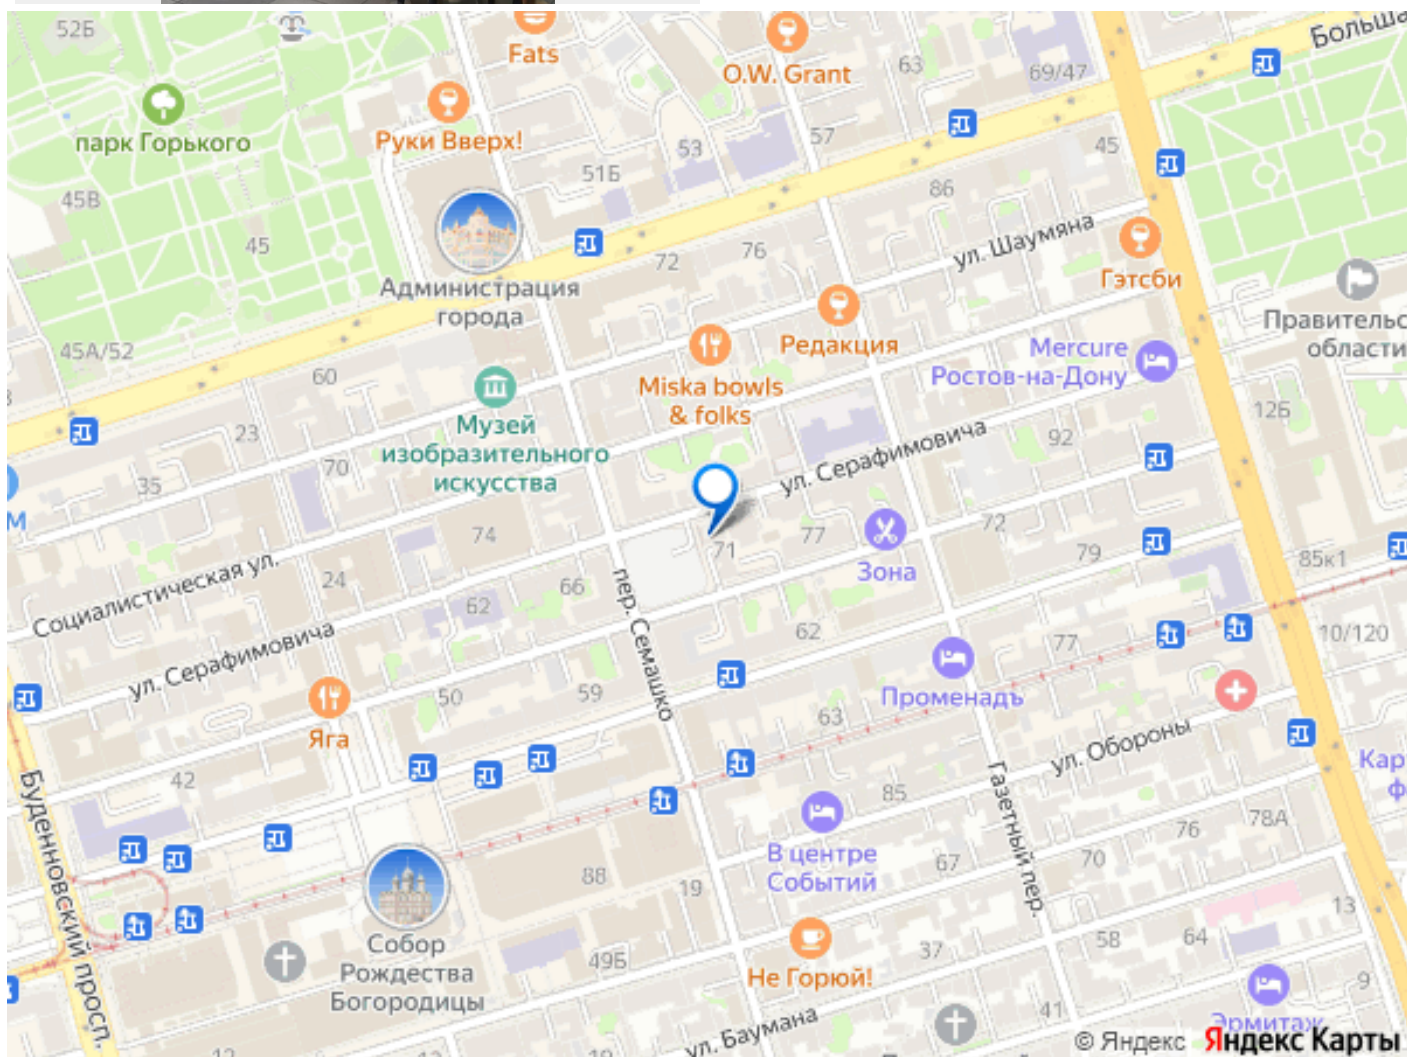 52Б
Fats
O.W. Grant
63
69/47
Больша
парк Горького
Руки Вверх!
53
57
45
51Б
45В
86
45
ул. Шаумяна
76
72
Гэтсби
Администрация
города
Правительс
области
Редакция
45А/52
60
Mercure
Ростов-на-Дону
Miska bowls
& folks
12Б
Музей
изобразительного
искусства
23
92
ул. Серафимовича
70
35
М
74
72
77
71
79
Зона
85к1
Социалистическая ул.
24
66
62
пер. Семашко
62
77
10/120
ул. Серафимовича
50
59
Променадъ
63
Яга
ул. Обороны
42
Кар
ф
Буденновский просп.
85
Газетный пер.
78А
76
В центре
Событий
67
70
88
19
13
Собор
Рождества
Богородицы
37
58
64
49Б
Не Горюй!
9
41
Эрмитаж
ул. Баумана
© Яндекс Яндекс Карты